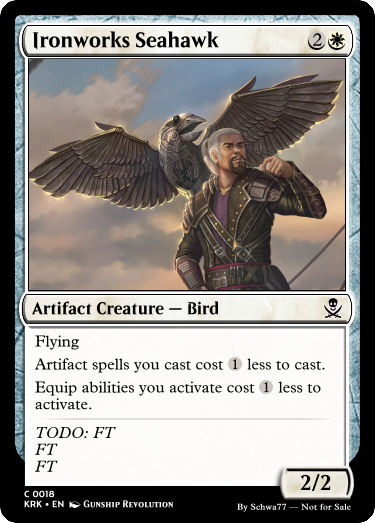 Ironworks Seahawk 2
Artifact Creature — Bird
Flying
Artifact spells you cast cost 1 less to cast.
Equip abilities you activate cost 1 less to
activate.
TODO: FT
FT
FT
2/2
C 0018
KRK • EN Gunship Revolution
By Schwa77 — Not for Sale